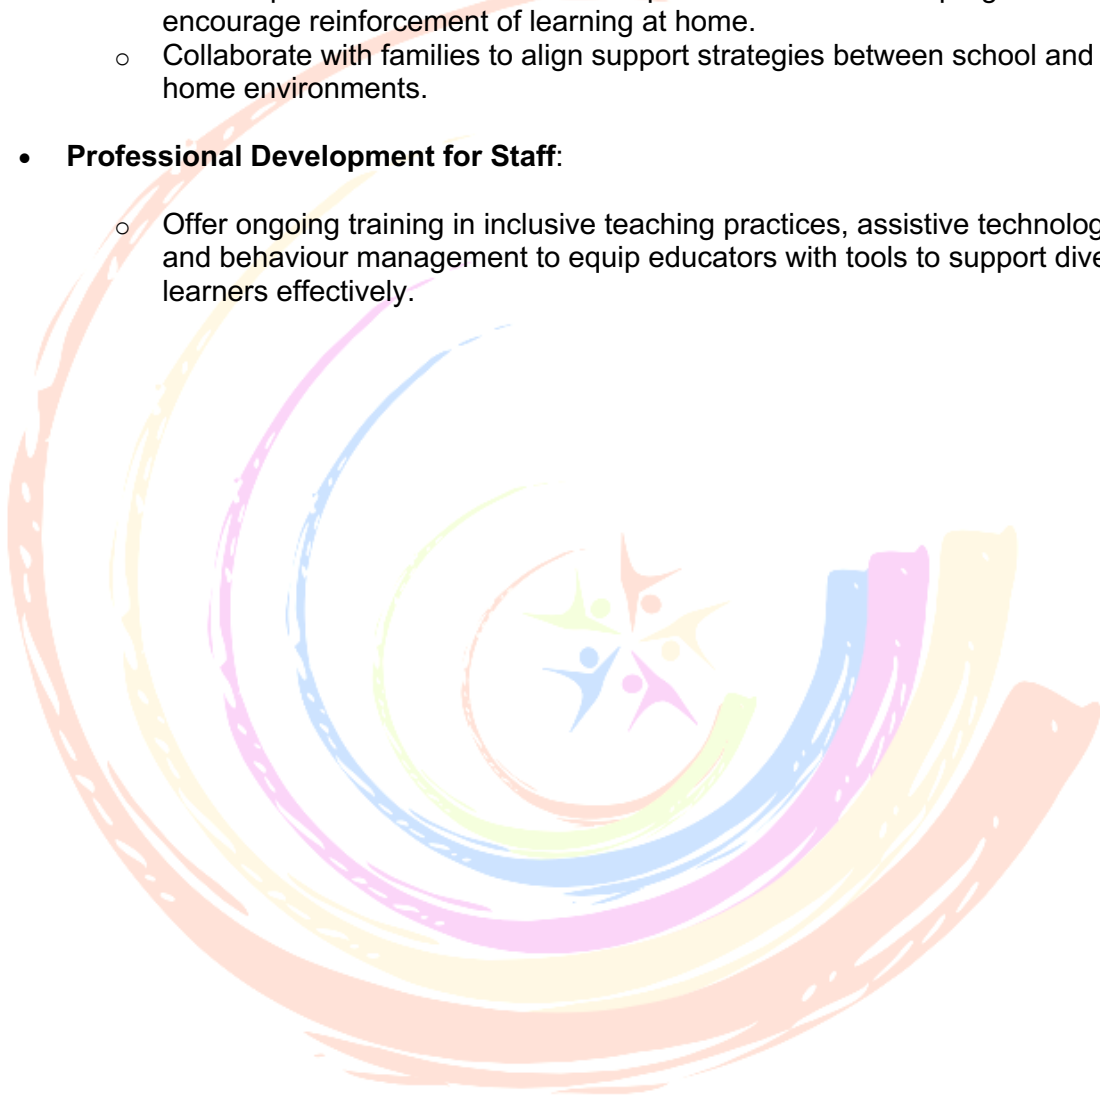 encourage reinforcement of learning at home.
o Collaborate with families to align support strategies between school and
home environments.
• Professional Development for Staff:
o Offer ongoing training in inclusive teaching practices, assistive technolog
and behaviour management to equip educators with tools to support dive
learners effectively.